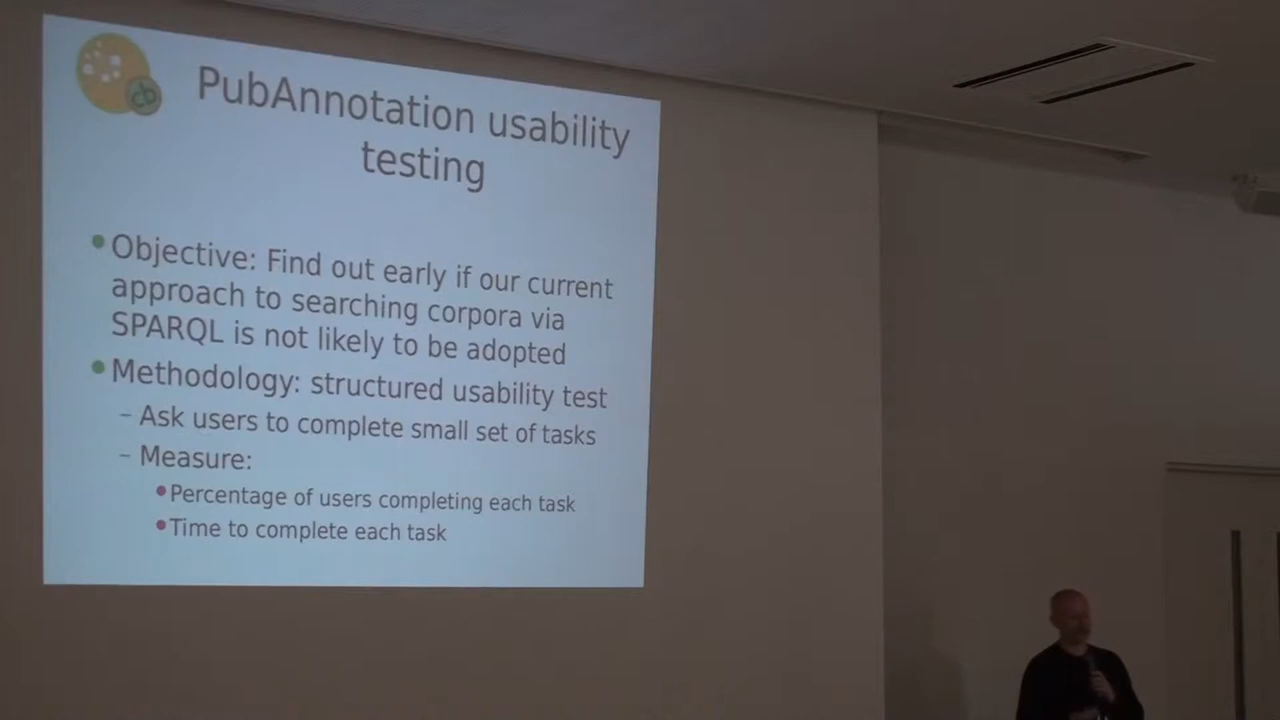 PubAnnotation usability
testing
• Objective: Find out early if our current
approach to searching corpora via
SPARQL is not likely to be adopted
• Methodology: structured usability test
– Ask users to complete small set of tasks
– Measure:
• Percentage of users completing each task
• Time to complete each task